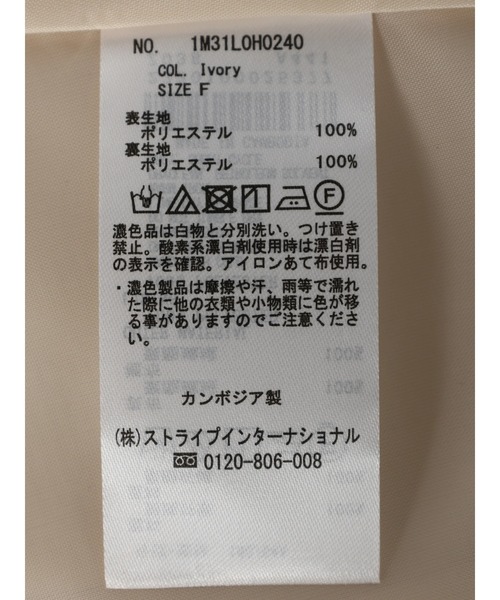 NO. 1M31L0H0240
COL. Ivory
SIZE F
表生地
ポリエステル 100%
裏生地
ポリエステル 100%
濃色品は白物と分別洗い。つけ置き
禁止。酸素系漂白剤使用時は漂白剤
の表示を確認。アイロンあて布使用。
・濃色製品は摩擦や汗、雨等で濡れ
た際に他の衣類や小物類に色が移
る事がありますのでご注意くださ
い。
カンボジア製
(株)ストライプインターナショナル
0120-806-008